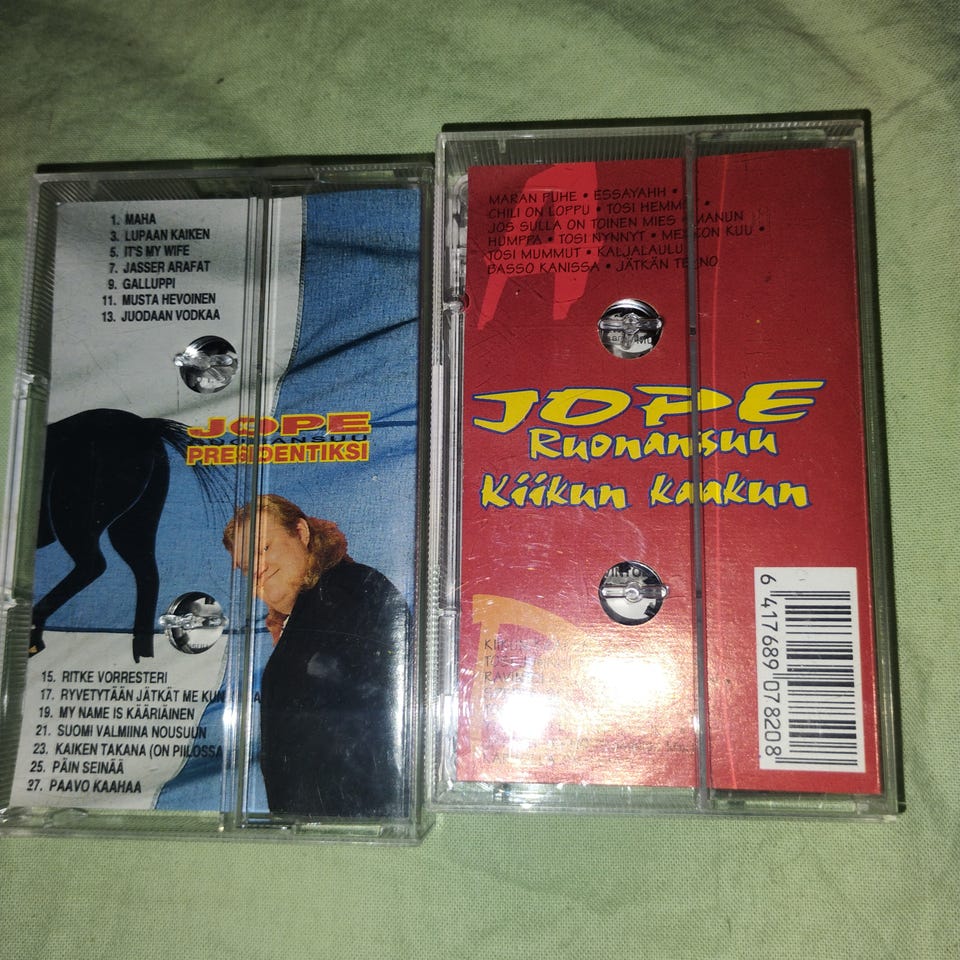 1. MAHA
3. LUPAAN KAIKEN
5. IT'S MY WIFE
7. JASSER ARAFAT
9. GALLUPPI
11. MUSTA HEVOINEN
13. JUODAAN VODKAA
JOPE
RUONANSUU
PRESIDENTIKSI
15. RITKE VORRESTERI
17. RYVETYTÄÄN JÄTKÄT ME KUN
19. MY NAME IS KÄÄRIÄINEN
21. SUOMI VALMIINA NOUSUUN
23. KAIKEN TAKANA (ON PIILOSSA
25. PÄIN SEINÄÄ
27. PAAVO KAAHAA
MARAN PUHE • ESSAYAHH •
CHILI ON LOPPU • TOSI HEMMOT •
JOS SULLA ON TOINEN MIES • MANUN
HUMPPA • TOSI NYNNYT • MEXICON KUU •
TOSI MUMMUT • KALJALAULU
BASSO KANISSA • JÄTKÄN TEKNO
JOPE
Ruonansuu
Kiikun kaakun
6 417689 078208